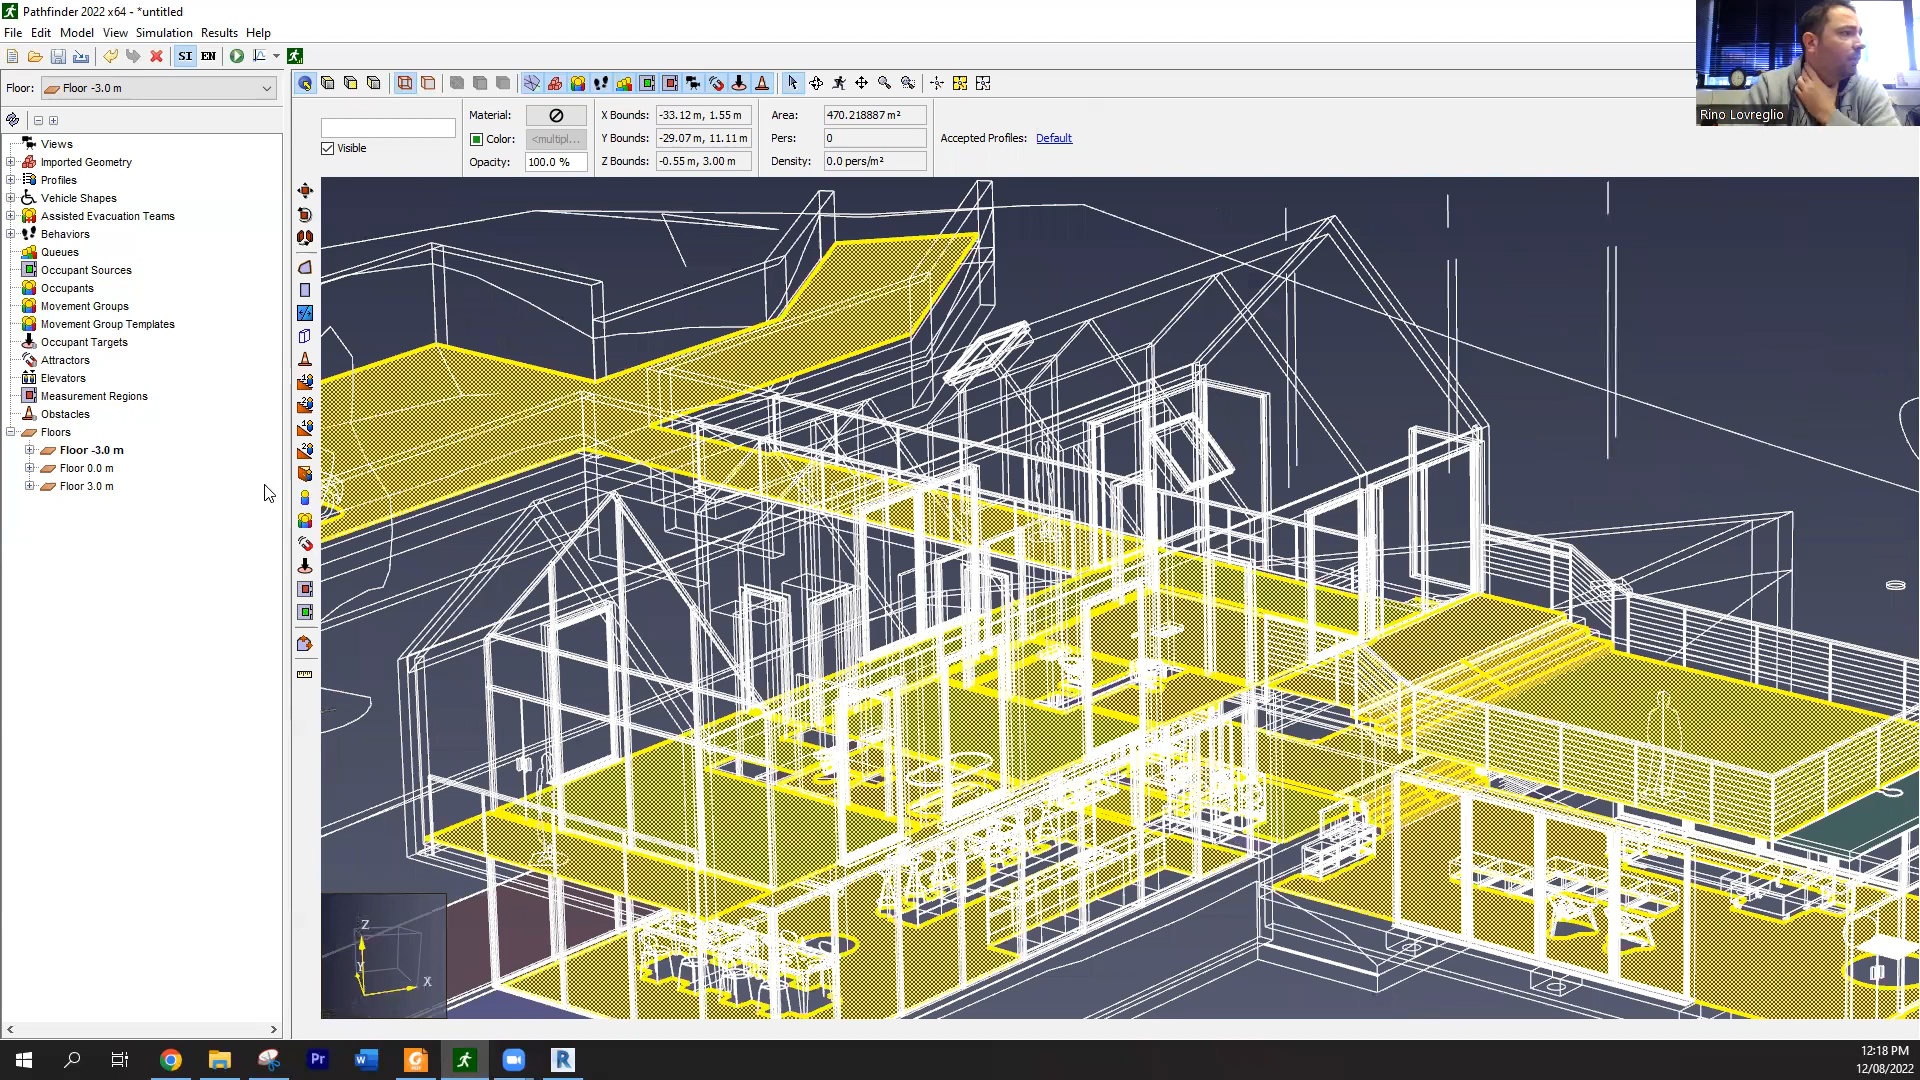 Pathfinder 2022 x64 - *untitled
File Edit Model View Simulation Results Help
SI EN
Floor: Floor -3.0 m
Views
Imported Geometry
Profiles
Vehicle Shapes
Assisted Evacuation Teams
Behaviors
Queues
Occupant Sources
Occupants
Movement Groups
Movement Group Templates
Occupant Targets
Attractors
Elevators
Measurement Regions
Obstacles
Floors
Floor -3.0 m
Floor 0.0 m
Floor 3.0 m
Visible
Material:
Color: <multipl...
Opacity: 100.0 %
X Bounds: -33.12 m, 1.55 m
Y Bounds: -29.07 m, 11.11 m
Z Bounds: -0.55 m, 3.00 m
Area: 470.218887 m²
Pers: 0
Density: 0.0 pers/m²
Accepted Profiles: Default
Rino Lovreglio
Z
Y
X
Pr
W
R
12:18 PM
12/08/2022